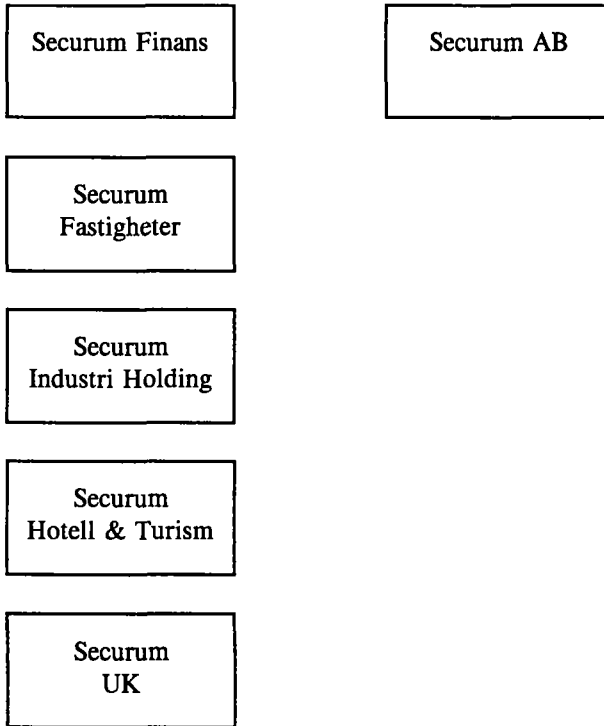 Securum Finans
Securum AB
Securum
Fastigheter
Securum
Industri Holding
Securum
Hotell & Turism
Securum
UK